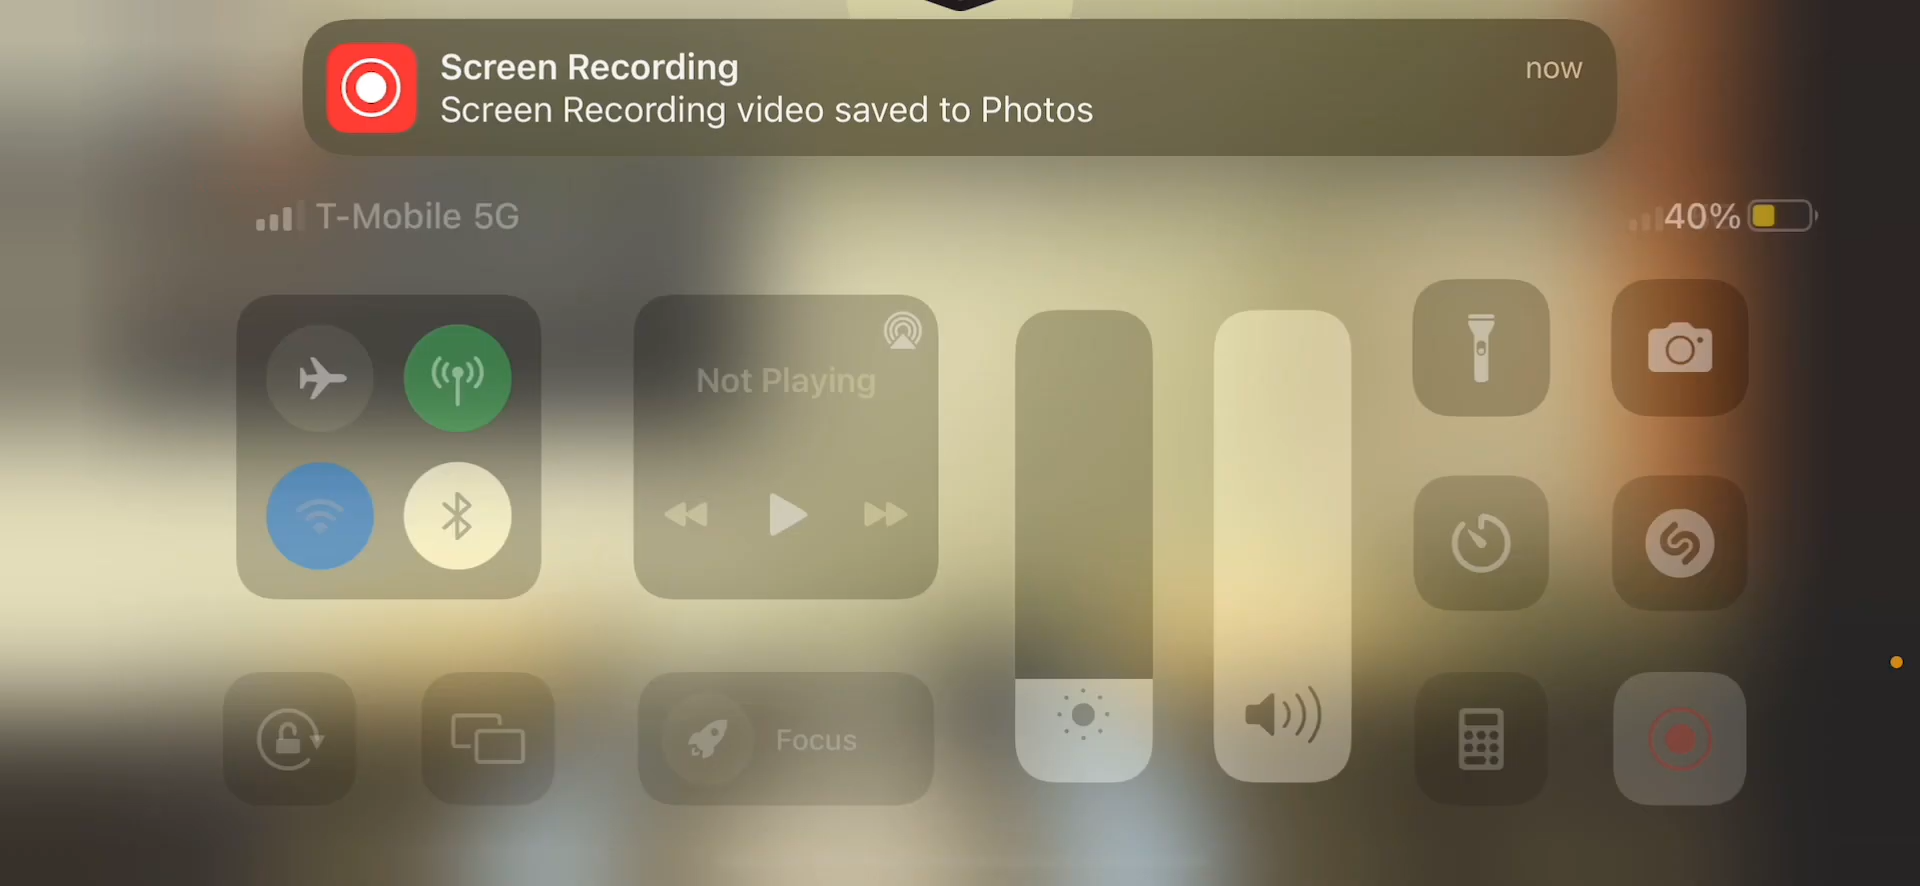 Screen Recording
now
Screen Recording video saved to Photos
T-Mobile 5G
40%
Not Playing
Focus